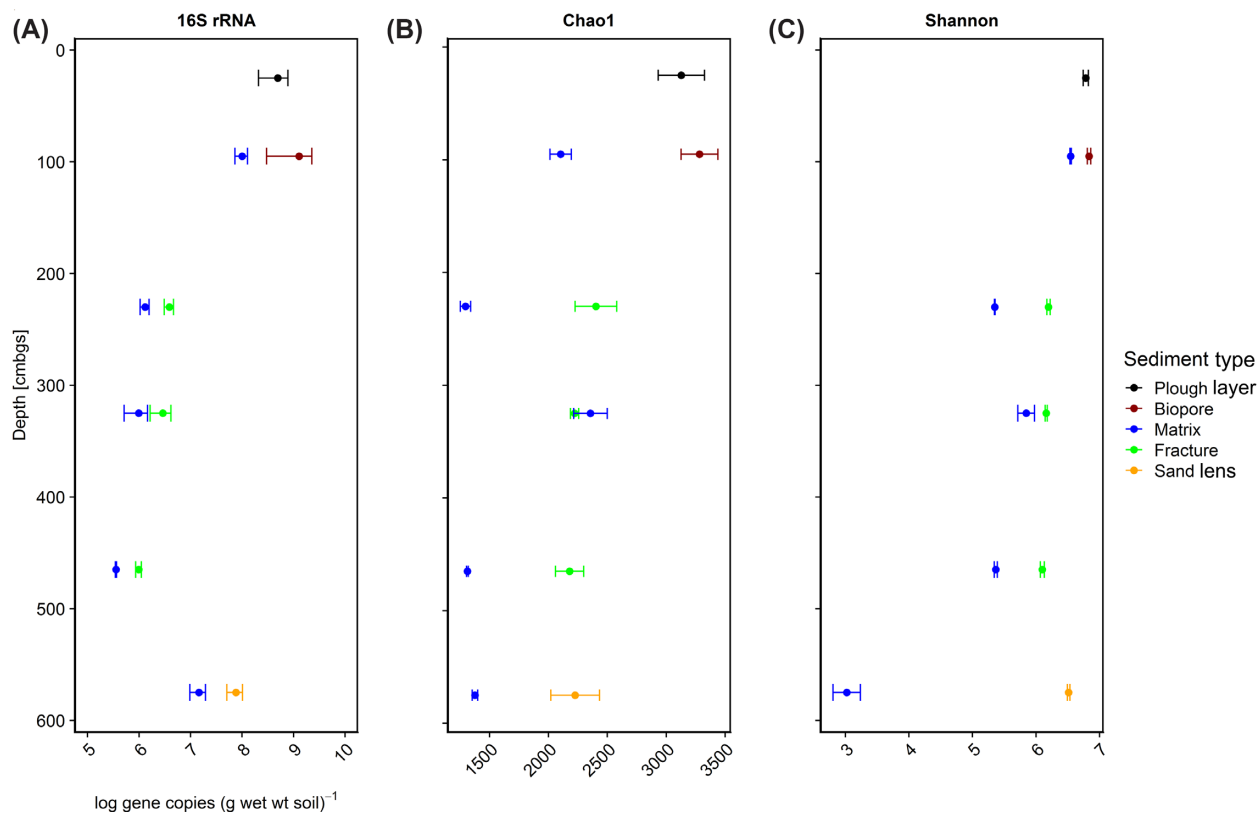 (A)
16S rRNA
(B)
Chao1
(C)
Shannon
0
100
200
300
400
500
600
Depth [cmbgs]
5 6 7 8 9 10
1500 2000 2500 3000 3500
3 4 5 6 7
log gene copies (g wet wt soil)⁻¹
Sediment type
Plough layer
Biopore
Matrix
Fracture
Sand lens